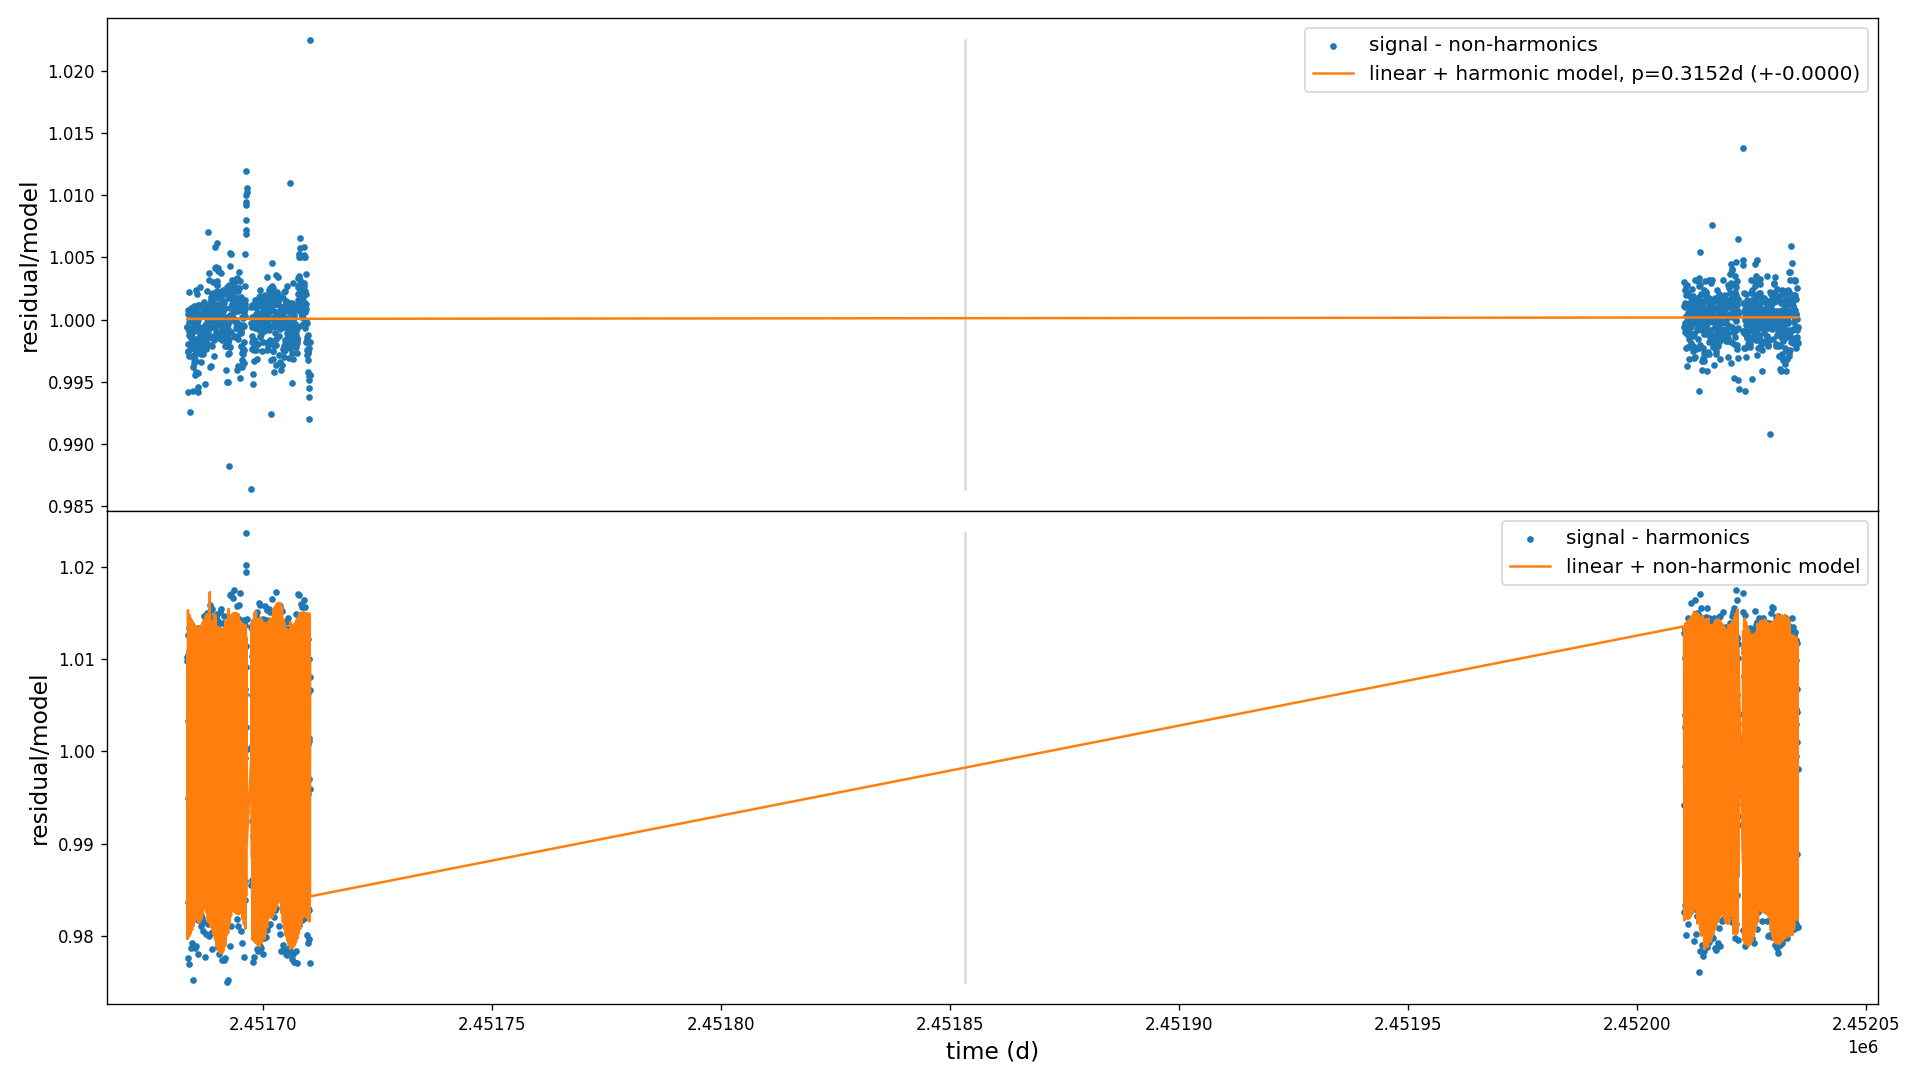 signal - non-harmonics
linear + harmonic model, p=0.3152d (+-0.0000)
1.020
1.015
1.010
1.005
1.000
0.995
0.990
0.985
residual/model
signal - harmonics
linear + non-harmonic model
1.02
1.01
1.00
0.99
0.98
residual/model
2.45170 2.45175 2.45180 2.45185 2.45190 2.45195 2.45200 2.45205
1e6
time (d)